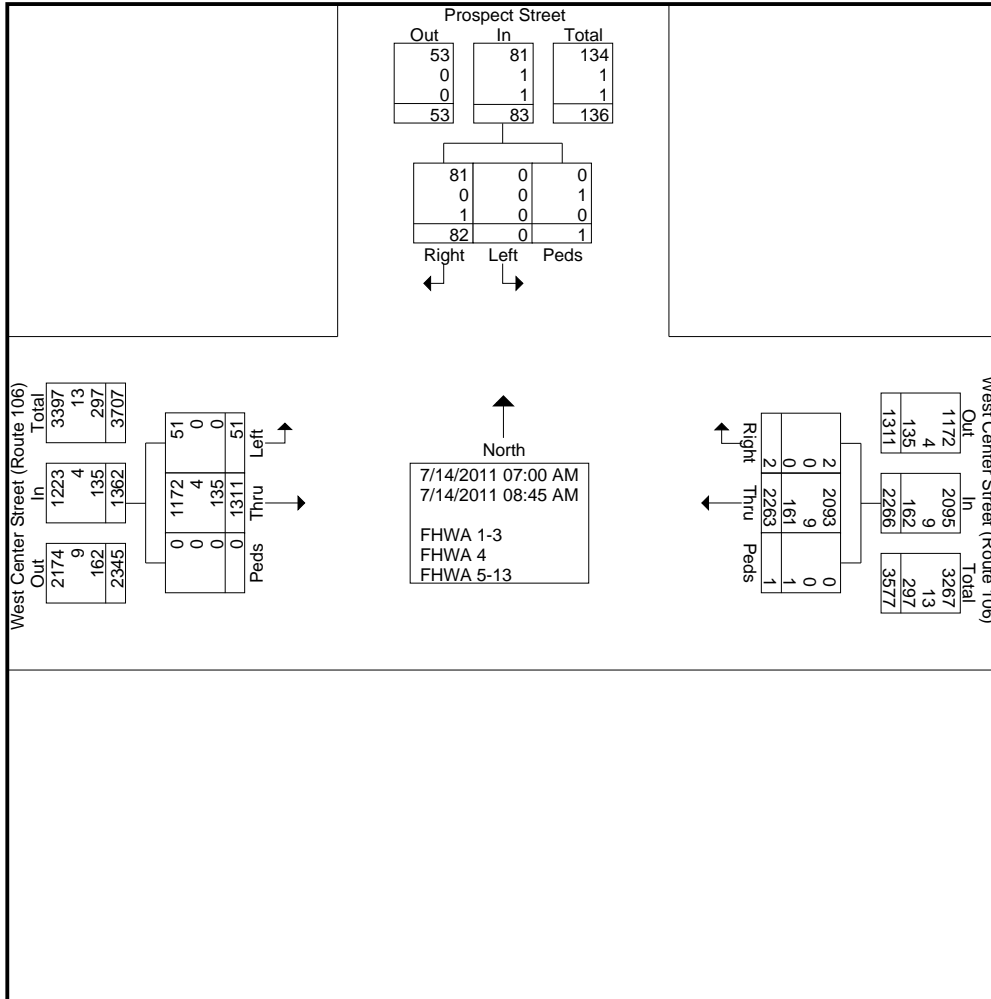 Prospect Street
Out In Total
53 81 134
0 1 1
0 1 1
53 83 136
81 0 0
0 0 1
1 0 0
82 0 1
Right Left Peds
West Center Street (Route 106)
Total
3397
13
297
3707
In
1223
4
135
1362
Out
2174
9
162
2345
Left
51
0
0
51
Thru
1172
4
135
1311
Peds
0
0
0
0
North
7/14/2011 07:00 AM
7/14/2011 08:45 AM
FHWA 1-3
FHWA 4
FHWA 5-13
Right
2
0
0
2
Thru
2093
9
161
2263
Peds
0
0
1
1
West Center Street (Route 106)
Out
1172
4
135
1311
In
2095
9
162
2266
Total
3267
13
297
3577